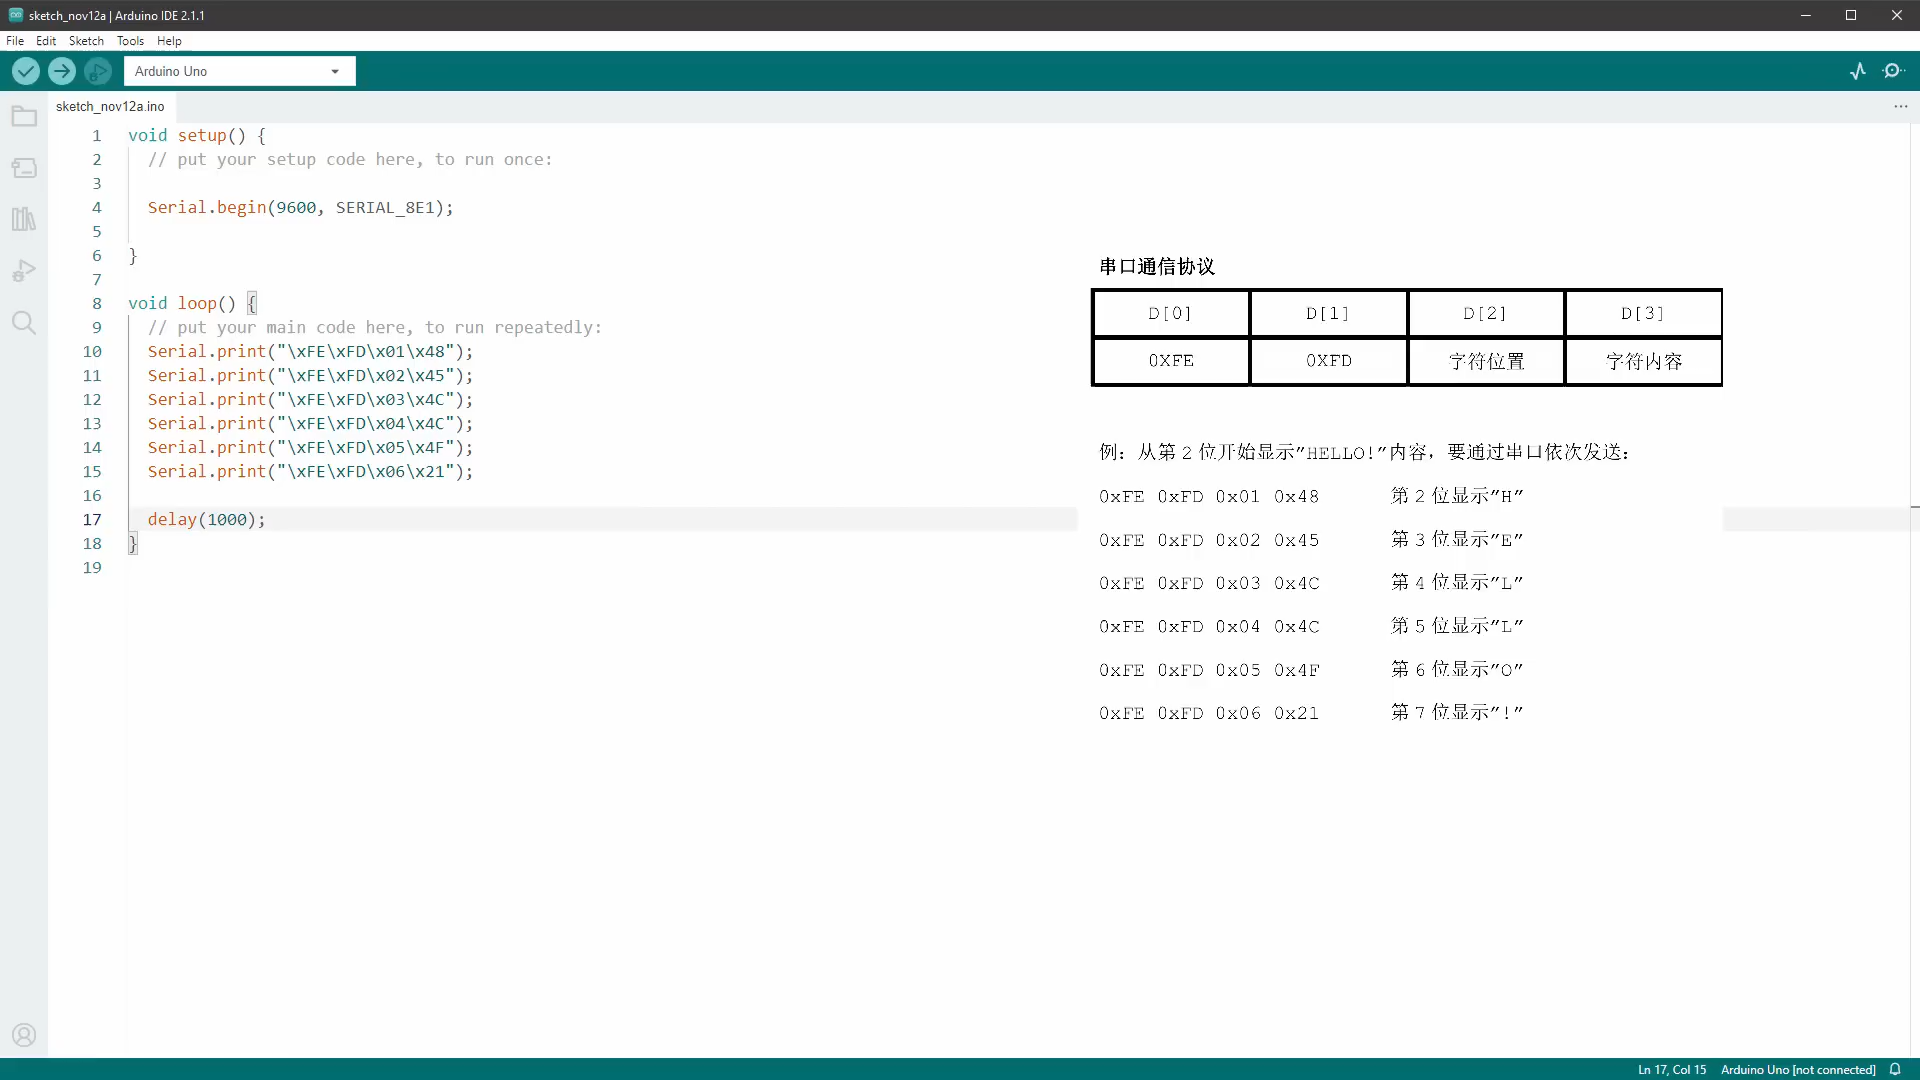 sketch_nov12a | Arduino IDE 2.1.1
File Edit Sketch Tools Help
Arduino Uno
sketch_nov12a.ino
1 void setup() {
2 // put your setup code here, to run once:
3
4 Serial.begin(9600, SERIAL_8E1);
5
6 }
7
8 void loop() {
9 // put your main code here, to run repeatedly:
10 Serial.print("\xFE\xFD\x01\x48");
11 Serial.print("\xFE\xFD\x02\x45");
12 Serial.print("\xFE\xFD\x03\x4C");
13 Serial.print("\xFE\xFD\x04\x4C");
14 Serial.print("\xFE\xFD\x05\x4F");
15 Serial.print("\xFE\xFD\x06\x21");
16
17 delay(1000);
18 }
19
串口通信协议
D[0] D[1] D[2] D[3]
0XFE 0XFD 字符位置 字符内容
例：从第 2 位开始显示"HELLO!"内容，要通过串口依次发送：
0xFE 0xFD 0x01 0x48 第 2 位显示"H"
0xFE 0xFD 0x02 0x45 第 3 位显示"E"
0xFE 0xFD 0x03 0x4C 第 4 位显示"L"
0xFE 0xFD 0x04 0x4C 第 5 位显示"L"
0xFE 0xFD 0x05 0x4F 第 6 位显示"O"
0xFE 0xFD 0x06 0x21 第 7 位显示"!"
Ln 17, Col 15 Arduino Uno [not connected]